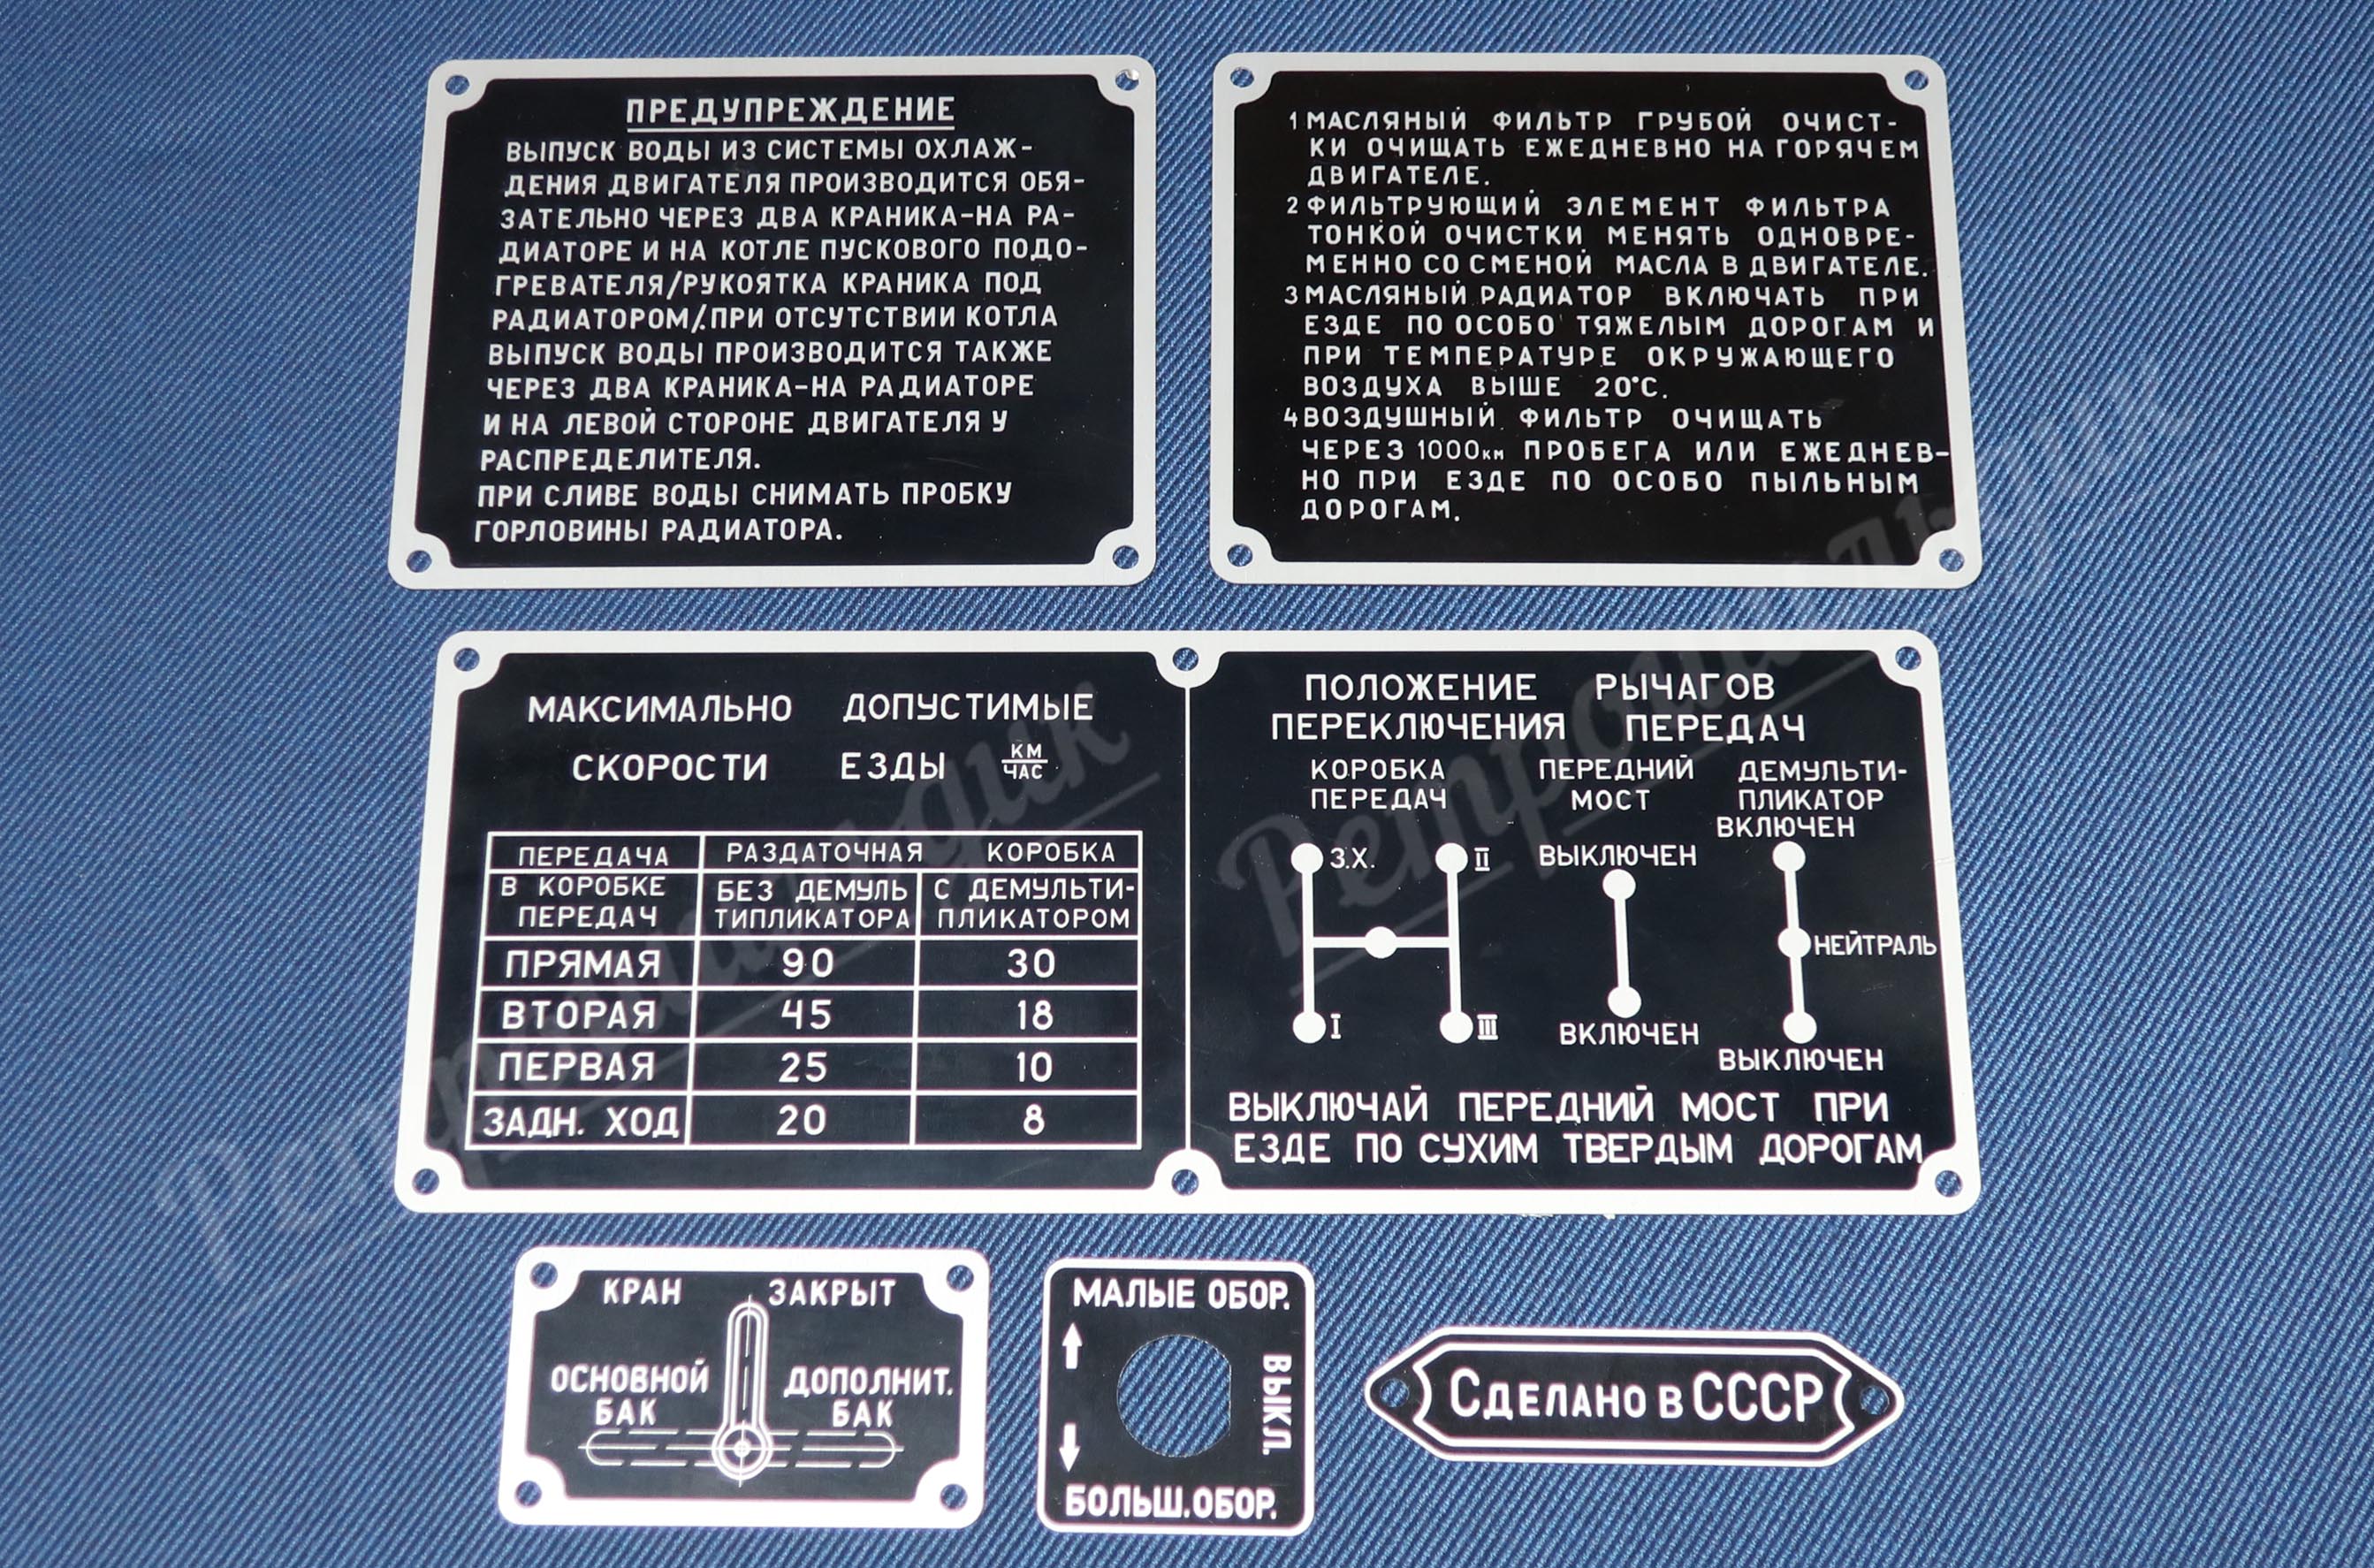 ПРЕДУПРЕЖДЕНИЕ
ВЫПУСК ВОДЫ ИЗ СИСТЕМЫ ОХЛАЖ-
ДЕНИЯ ДВИГАТЕЛЯ ПРОИЗВОДИТСЯ ОБЯ-
ЗАТЕЛЬНО ЧЕРЕЗ ДВА КРАНИКА-НА РА-
ДИАТОРЕ И НА КОТЛЕ ПУСКОВОГО ПОДО-
ГРЕВАТЕЛЯ/РУКОЯТКА КРАНИКА ПОД
РАДИАТОРОМ/.ПРИ ОТСУТСТВИИ КОТЛА
ВЫПУСК ВОДЫ ПРОИЗВОДИТСЯ ТАКЖЕ
ЧЕРЕЗ ДВА КРАНИКА-НА РАДИАТОРЕ
И НА ЛЕВОЙ СТОРОНЕ ДВИГАТЕЛЯ У
РАСПРЕДЕЛИТЕЛЯ.
ПРИ СЛИВЕ ВОДЫ СНИМАТЬ ПРОБКУ
ГОРЛОВИНЫ РАДИАТОРА.
1 МАСЛЯНЫЙ ФИЛЬТР ГРУБОЙ ОЧИСТ-
КИ ОЧИЩАТЬ ЕЖЕДНЕВНО НА ГОРЯЧЕМ
ДВИГАТЕЛЕ.
2 ФИЛЬТРУЮЩИЙ ЭЛЕМЕНТ ФИЛЬТРА
ТОНКОЙ ОЧИСТКИ МЕНЯТЬ ОДНОВРЕ-
МЕННО СО СМЕНОЙ МАСЛА В ДВИГАТЕЛЕ.
3 МАСЛЯНЫЙ РАДИАТОР ВКЛЮЧАТЬ ПРИ
ЕЗДЕ ПО ОСОБО ТЯЖЕЛЫМ ДОРОГАМ И
ПРИ ТЕМПЕРАТУРЕ ОКРУЖАЮЩЕГО
ВОЗДУХА ВЫШЕ 20°С.
4 ВОЗДУШНЫЙ ФИЛЬТР ОЧИЩАТЬ
ЧЕРЕЗ 1000км ПРОБЕГА ИЛИ ЕЖЕДНЕВ-
НО ПРИ ЕЗДЕ ПО ОСОБО ПЫЛЬНЫМ
ДОРОГАМ.
МАКСИМАЛЬНО ДОПУСТИМЫЕ
СКОРОСТИ ЕЗДЫ КМ/ЧАС
ПЕРЕДАЧА РАЗДАТОЧНАЯ КОРОБКА
В КОРОБКЕ БЕЗ ДЕМУЛЬ С ДЕМУЛЬТИ-
ПЕРЕДАЧ ТИПЛИКАТОРА ПЛИКАТОРОМ
ПРЯМАЯ 90 30
ВТОРАЯ 45 18
ПЕРВАЯ 25 10
ЗАДН. ХОД 20 8
ПОЛОЖЕНИЕ РЫЧАГОВ
ПЕРЕКЛЮЧЕНИЯ ПЕРЕДАЧ
КОРОБКА ПЕРЕДНИЙ ДЕМУЛЬТИ-
ПЕРЕДАЧ МОСТ ПЛИКАТОР
ВКЛЮЧЕН
З.Х. II ВЫКЛЮЧЕН
НЕЙТРАЛЬ
I III ВКЛЮЧЕН
ВЫКЛЮЧЕН
ВЫКЛЮЧАЙ ПЕРЕДНИЙ МОСТ ПРИ
ЕЗДЕ ПО СУХИМ ТВЕРДЫМ ДОРОГАМ
КРАН ЗАКРЫТ
ОСНОВНОЙ ДОПОЛНИТ.
БАК БАК
МАЛЫЕ ОБОР.
ВЫКЛ.
БОЛЬШ.ОБОР.
СДЕЛАНО В СССР
Ретрошильдик
Ретрошильдик